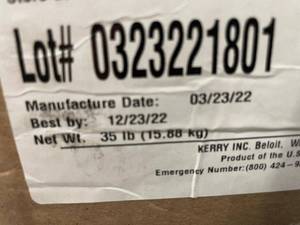 Lot# 0323221801
Manufacture Date: 03/23/22
Best by: 12/23/22
Net Wt. 35 lb (15.88 kg)
KERRY INC. Beloit,
Product of the U.S
Emergency Number:(800) 424-